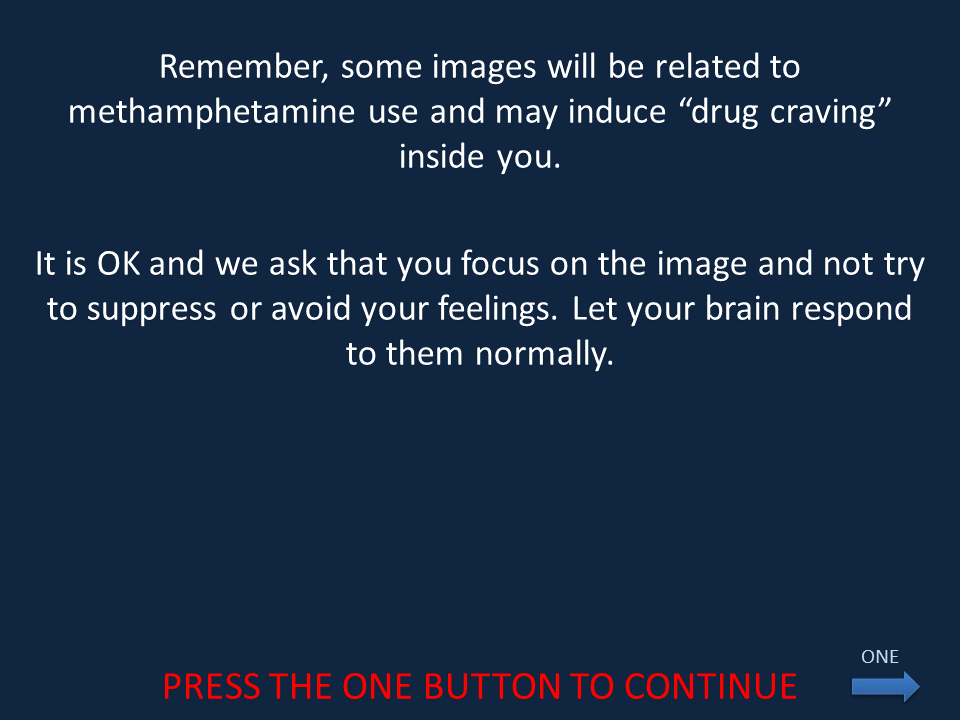 Remember, some images will be related to
methamphetamine use and may induce “drug craving”
inside you.
It is OK and we ask that you focus on the image and not try
to suppress or avoid your feelings. Let your brain respond
to them normally.
ONE
PRESS THE ONE BUTTON TO CONTINUE